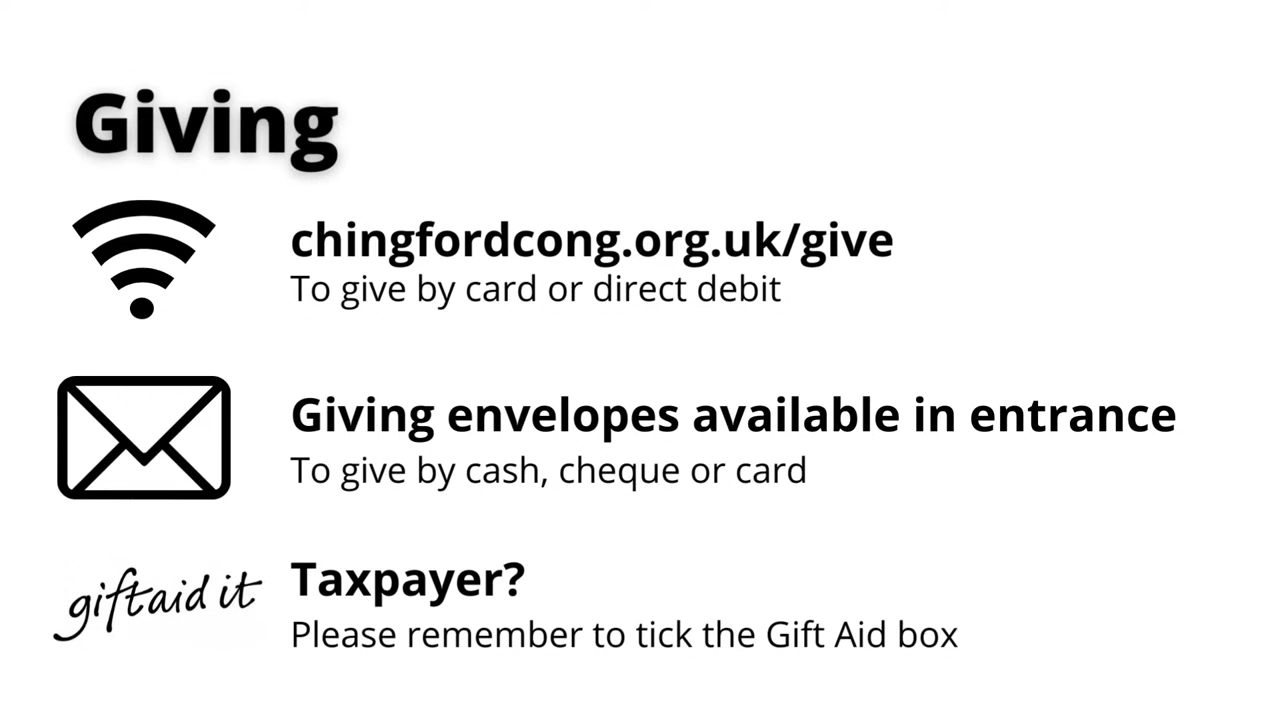 Giving
chingfordcong.org.uk/give
To give by card or direct debit
Giving envelopes available in entrance
To give by cash, cheque or card
giftaid it
Taxpayer?
Please remember to tick the Gift Aid box